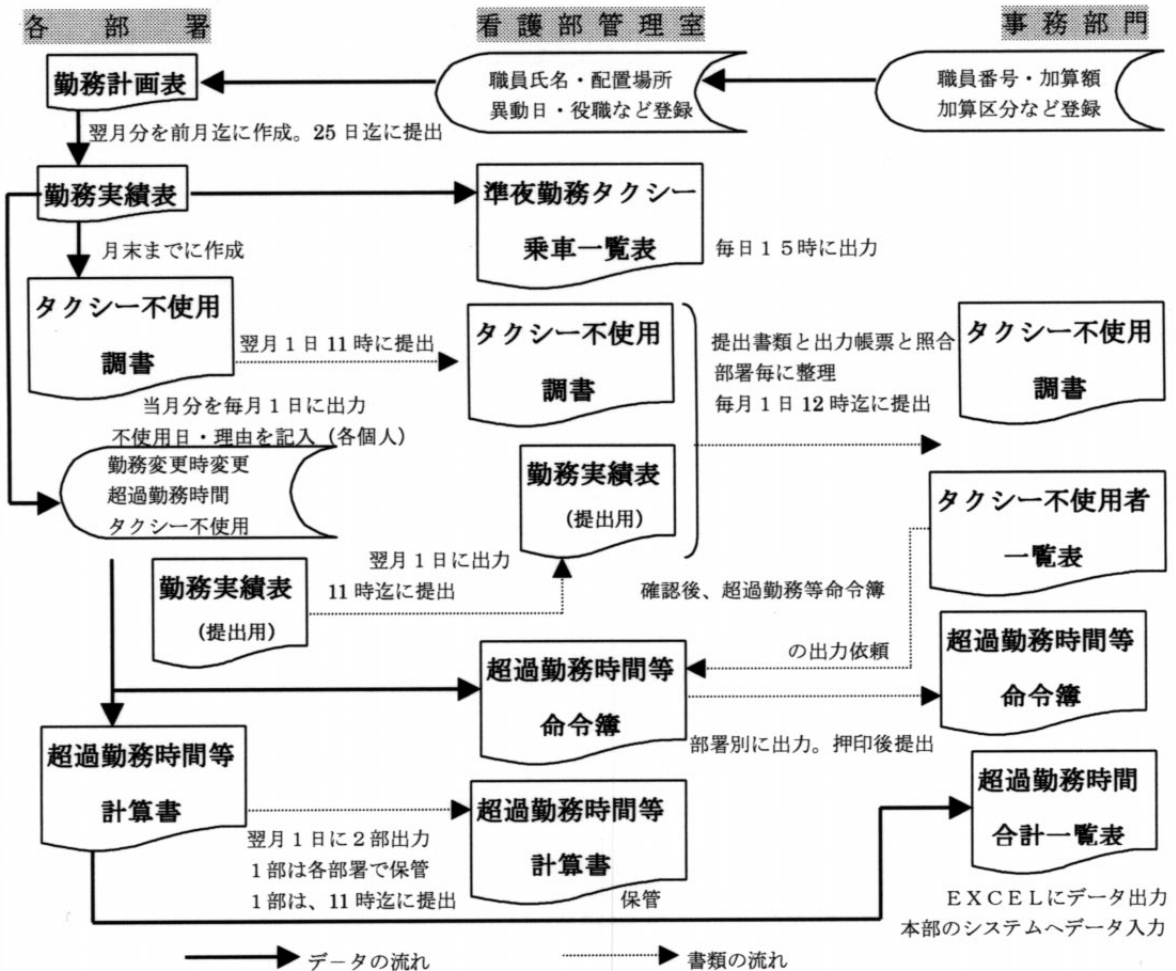 各部署
看護部管理室
事務部門
勤務計画表
職員氏名・配置場所
異動日・役職など登録
職員番号・加算額
加算区分など登録
翌月分を前月迄に作成。25日迄に提出
勤務実績表
準夜勤務タクシー
乗車一覧表
毎日15時に出力
月末までに作成
タクシー不使用
調書
翌月1日11時に提出
タクシー不使用
調書
提出書類と出力帳票と照合
部署毎に整理
毎月1日12時迄に提出
タクシー不使用
調書
当月分を毎月1日に出力
不使用日・理由を記入(各個人)
勤務変更時変更
超過勤務時間
タクシー不使用
勤務実績表
(提出用)
タクシー不使用者
一覧表
翌月1日に出力
11時迄に提出
勤務実績表
(提出用)
確認後、超過勤務等命令簿
の出力依頼
超過勤務時間等
命令簿
超過勤務時間等
命令簿
部署別に出力。押印後提出
超過勤務時間等
計算書
翌月1日に2部出力
1部は各部署で保管
1部は、11時迄に提出
超過勤務時間等
計算書
保管
超過勤務時間
合計一覧表
EXCELにデータ出力
本部のシステムへデータ入力
データの流れ
書類の流れ